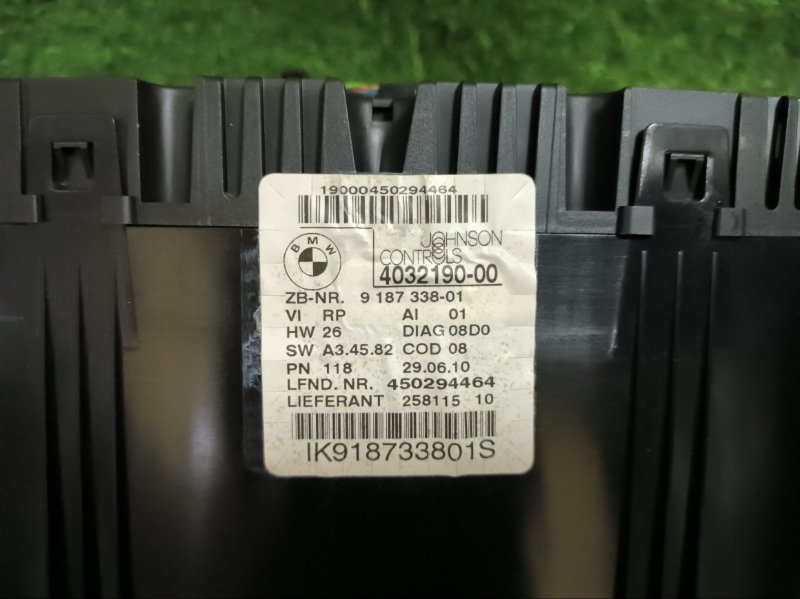 19000450294464
BMW
JOHNSON
CONTROLS
4032190-00
ZB-NR. 9 187 338-01
VI RP AI 01
HW 26 DIAG 08D0
SW A3.45.82 COD 08
PN 118 29.06.10
LFND. NR. 450294464
LIEFERANT 258115 10
IK918733801S